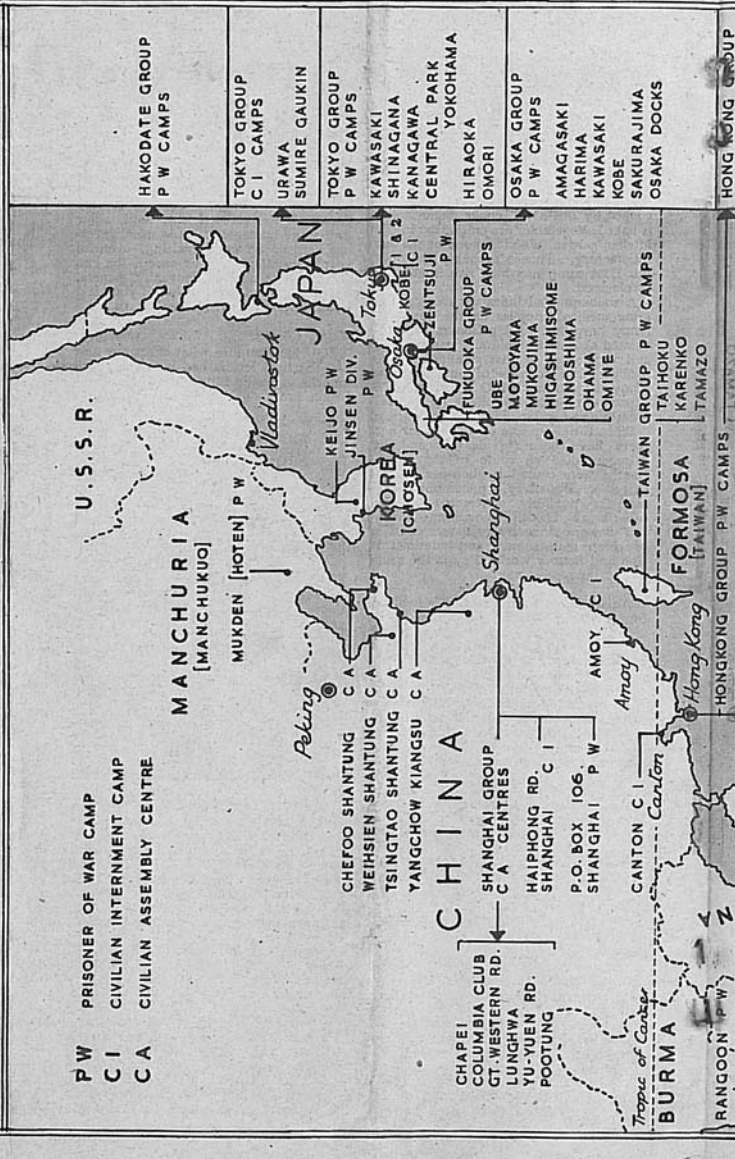 PW PRISONER OF WAR CAMP
C I CIVILIAN INTERNMENT CAMP
C A CIVILIAN ASSEMBLY CENTRE
U.S.S.R.
MANCHURIA
[MANCHUKUO]
MUKDEN [HOTEN] P W
Vladivostok
Peking
KEIJO P W
JINSEN DIV.
P W
KOREA
[CHOSEN]
JAPAN
Tokyo
Osaka
KOBE [1 & 2
C I
ZENTSUJI
P W
FUKUOKA GROUP
P W CAMPS
UBE
MOTOYAMA
MUKOJIMA
HIGASHIMISOME
INNOSHIMA
OHAMA
OMINE
CHEFOO SHANTUNG C A
WEIHSIEN SHANTUNG C A
TSINGTAO SHANTUNG C A
YANGCHOW KIANGSU C A
CHINA
Shanghai
SHANGHAI GROUP
C A CENTRES
HAIPHONG RD.
SHANGHAI C I
P.O. BOX 106.
SHANGHAI P W
CHAPEI
COLUMBIA CLUB
GT. WESTERN RD.
LUNGHWA
YU-YUEN RD.
POOTUNG
AMOY. C I
Amoy
CANTON C I
Canton
Hong Kong
HONGKONG GROUP PW CAMPS
FORMOSA
[TAIWAN]
TAIWAN GROUP P W CAMPS
TAIHOKU
KARENKO
TAMAZO
Tropic of Cancer
BURMA
RANGOON P W
HAKODATE GROUP
P W CAMPS
TOKYO GROUP
C I CAMPS
URAWA
SUMIRE GAUKIN
TOKYO GROUP
P W CAMPS
KAWASAKI
SHINAGANA
KANAGAWA
CENTRAL PARK
YOKOHAMA
HIRAOKA
OMORI
OSAKA GROUP
P W CAMPS
AMAGASAKI
HARIMA
KAWASAKI
KOBE
SAKURAJIMA
OSAKA DOCKS
HONG KONG GROUP